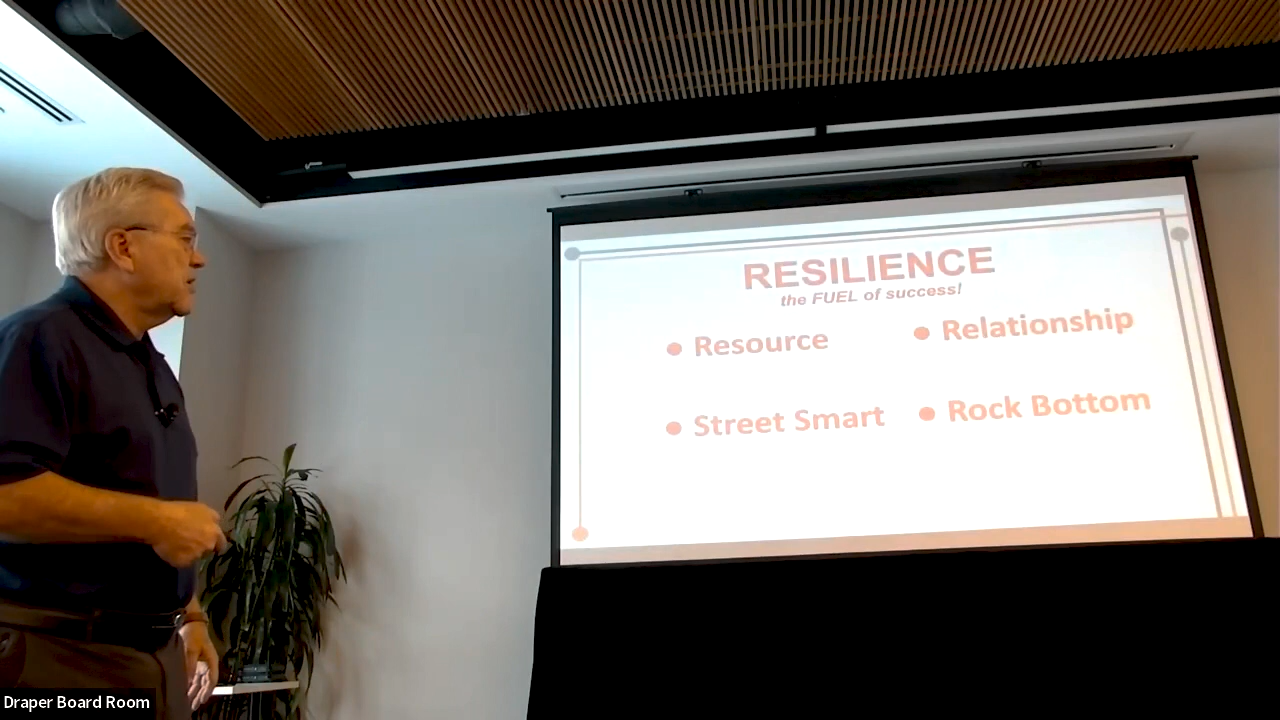 RESILIENCE
the FUEL of success!
● Resource
● Relationship
● Street Smart
● Rock Bottom
Draper Board Room